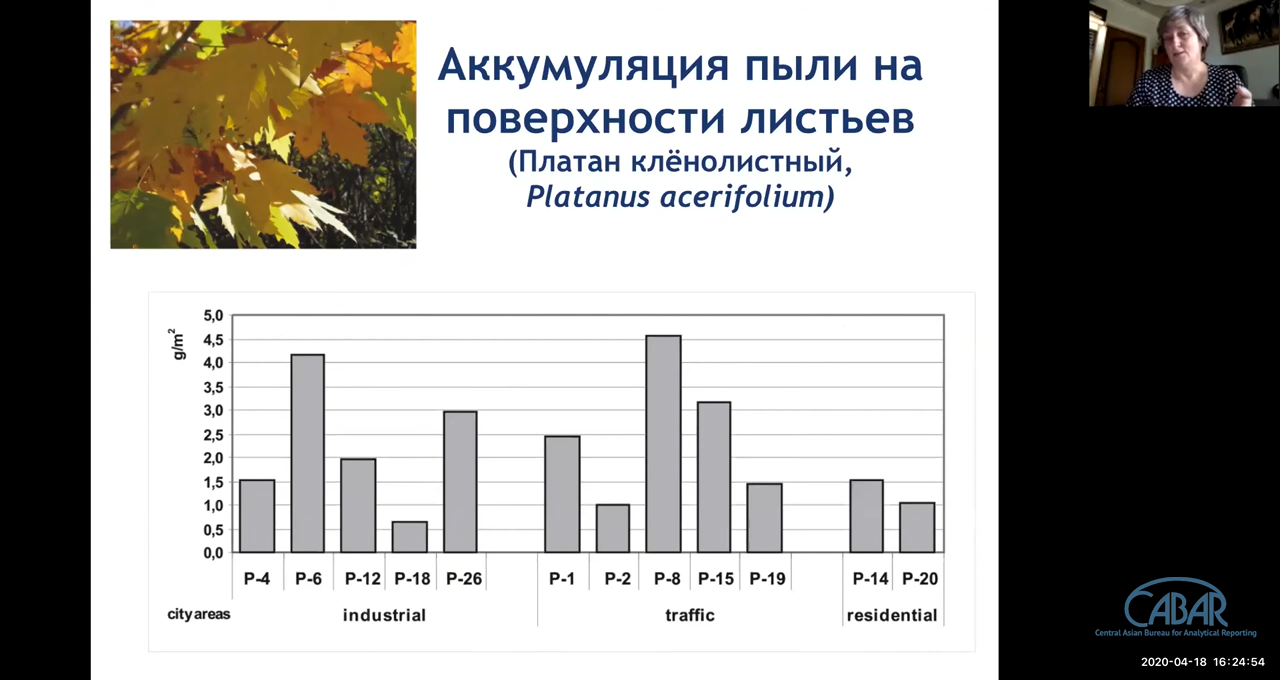 Аккумуляция пыли на
поверхности листьев
(Платан клёнолистный,
Platanus acerifolium)
g/m²
5,0
4,5
4,0
3,5
3,0
2,5
2,0
1,5
1,0
0,5
0,0
P-4 P-6 P-12 P-18 P-26 P-1 P-2 P-8 P-15 P-19 P-14 P-20
city areas industrial traffic residential
CABAR
Central Asian Bureau for Analytical Reporting
2020-04-18 16:24:54